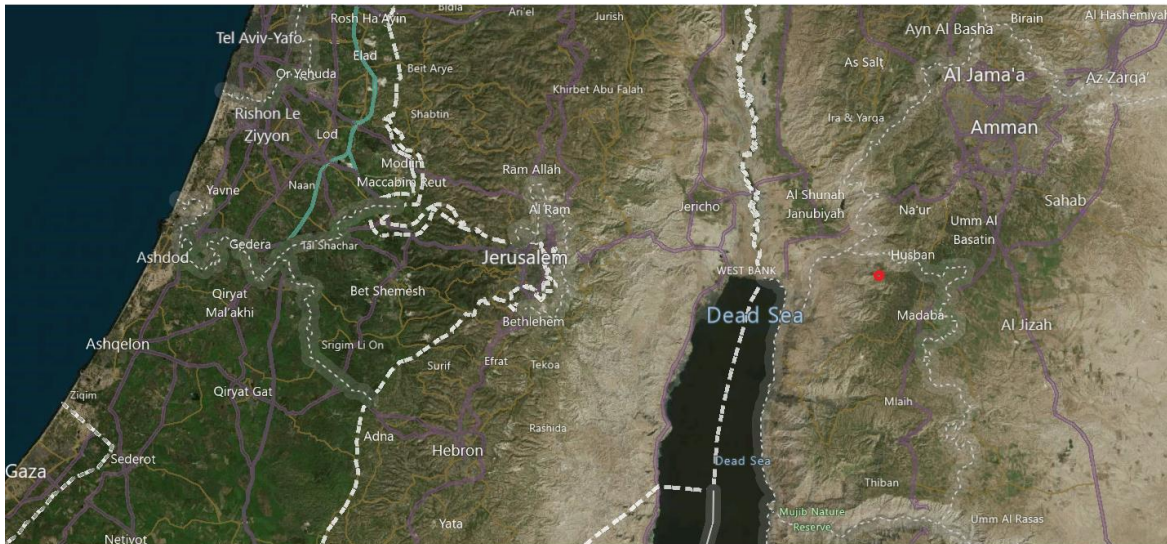 Rosh Ha'Ayin
Bidia
Ari'el
Jurish
Birain
Al Hashemiyah
Tel Aviv-Yafo
Elad
Ayn Al Basha
Or Yehuda
Beit Arye
As Salt
Al Jama'a
Az Zarqa'
Khirbet Abu Falah
Rishon Le
Ziyyon
Shabtin
Ira & Yarqa
Lod
Amman
Modiin
Maccabim Reut
Ram Allāh
Naan
Yavne
Al Shunah
Janubiyah
Sahab
Jericho
Al Ram
Na'ur
Umm Al
Basatin
Gedera
Tal Shachar
Ashdod
Jerusalem
Husban
WEST BANK
Bet Shemesh
Qiryat
Mal'akhi
Dead Sea
Bethlehem
Madaba
Al Jizah
Ashqelon
Srigim Li On
Surif
Efrat
Tekoa
Ziqim
Qiryat Gat
Mlaih
Adna
Rashida
Hebron
Sederot
Dead Sea
Gaza
Thiban
Mujib Nature
Reserve
Umm Al Rasas
Yata
Netivot